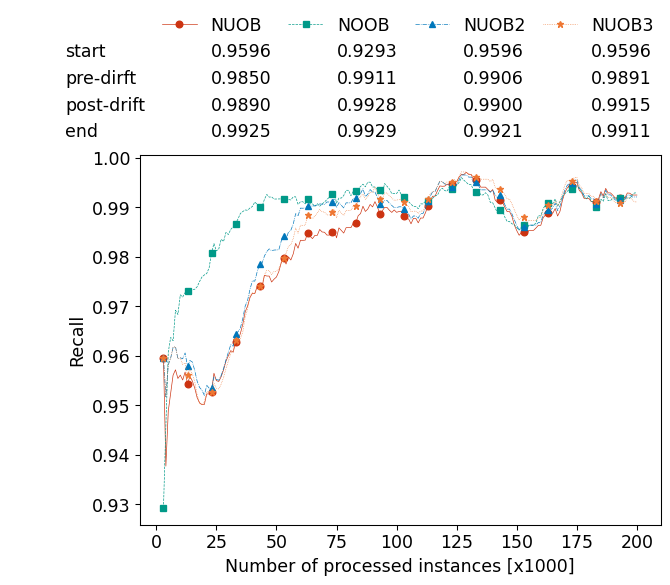 NUOB NOOB NUOB2 NUOB3
start 0.9596 0.9293 0.9596 0.9596
pre-dirft 0.9850 0.9911 0.9906 0.9891
post-drift 0.9890 0.9928 0.9900 0.9915
end 0.9925 0.9929 0.9921 0.9911
1.00
0.99
0.98
0.97
0.96
0.95
0.94
0.93
Recall
0 25 50 75 100 125 150 175 200
Number of processed instances [x1000]